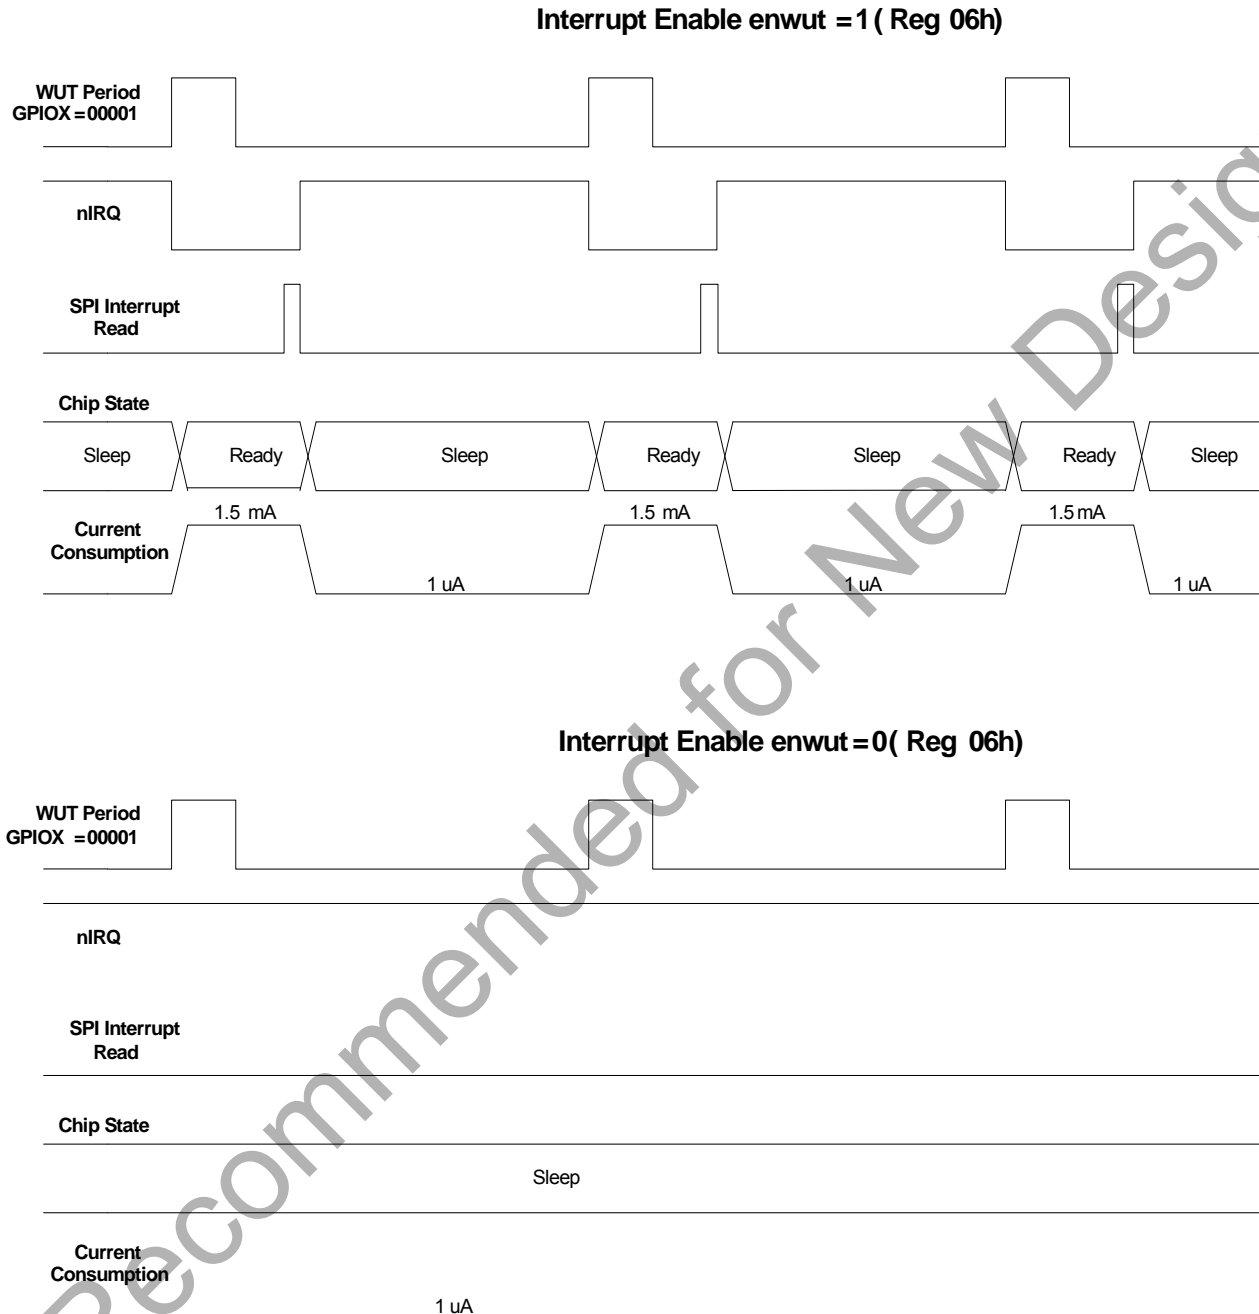 Interrupt Enable enwut =1 ( Reg 06h)
WUT Period
GPIOX =00001
nIRQ
SPI Interrupt
Read
Chip State
Sleep Ready Sleep Ready Sleep Ready Sleep
1.5 mA 1.5 mA 1.5 mA
Current
Consumption
1 uA 1 uA 1 uA
Interrupt Enable enwut =0( Reg 06h)
WUT Period
GPIOX =00001
nIRQ
SPI Interrupt
Read
Chip State
Sleep
Current
Consumption
1 uA
Recommended for New Desig